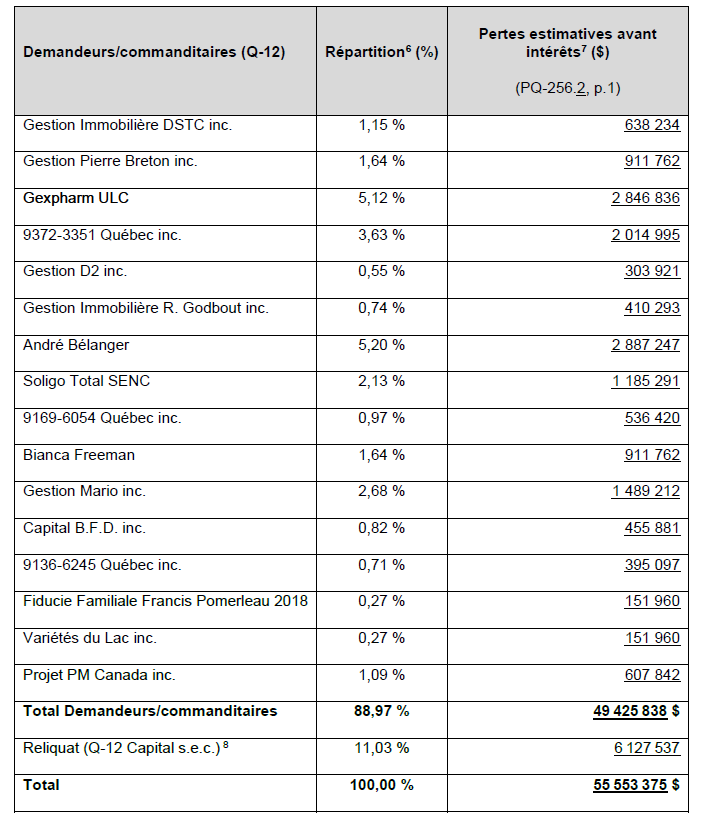 Demandeurs/commanditaires (Q-12) Répartition6 (%) Pertes estimatives avant
intérêts7 ($)
(PQ-256.2, p.1)
Gestion Immobilière DSTC inc. 1,15 % 638 234
Gestion Pierre Breton inc. 1,64 % 911 762
Gexpharm ULC 5,12 % 2 846 836
9372-3351 Québec inc. 3,63 % 2 014 995
Gestion D2 inc. 0,55 % 303 921
Gestion Immobilière R. Godbout inc. 0,74 % 410 293
André Bélanger 5,20 % 2 887 247
Soligo Total SENC 2,13 % 1 185 291
9169-6054 Québec inc. 0,97 % 536 420
Bianca Freeman 1,64 % 911 762
Gestion Mario inc. 2,68 % 1 489 212
Capital B.F.D. inc. 0,82 % 455 881
9136-6245 Québec inc. 0,71 % 395 097
Fiducie Familiale Francis Pomerleau 2018 0,27 % 151 960
Variétés du Lac inc. 0,27 % 151 960
Projet PM Canada inc. 1,09 % 607 842
Total Demandeurs/commanditaires 88,97 % 49 425 838 $
Reliquat (Q-12 Capital s.e.c.) 8 11,03 % 6 127 537
Total 100,00 % 55 553 375 $